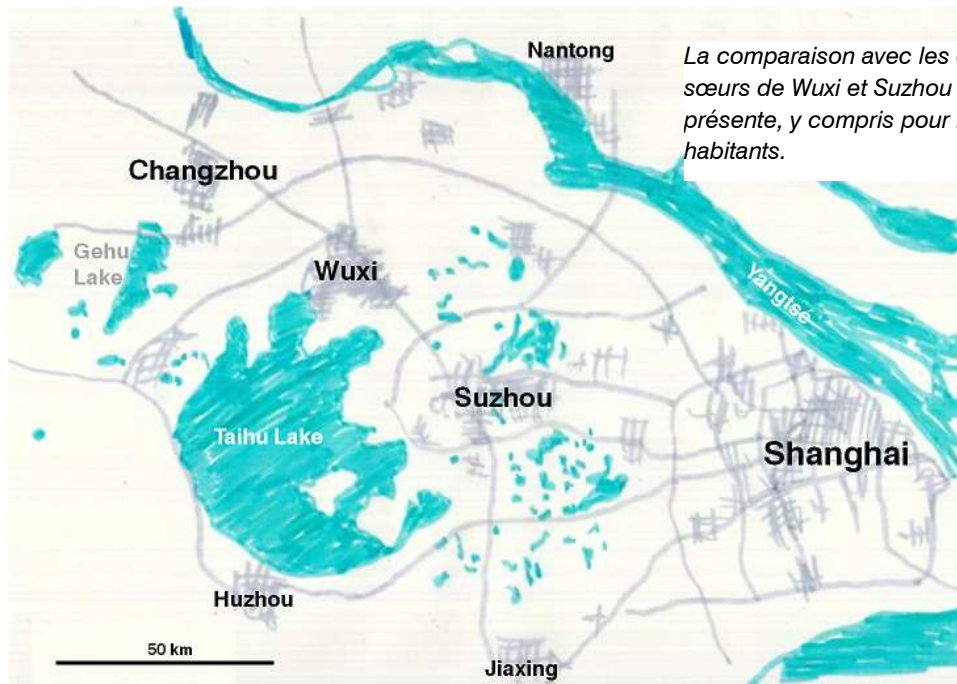 Nantong
La comparaison avec les
sœurs de Wuxi et Suzhou
présente, y compris pour
habitants.
Changzhou
Gehu
Lake
Wuxi
Yangtsé
Suzhou
Taihu Lake
Shanghai
Huzhou
50 km
Jiaxing